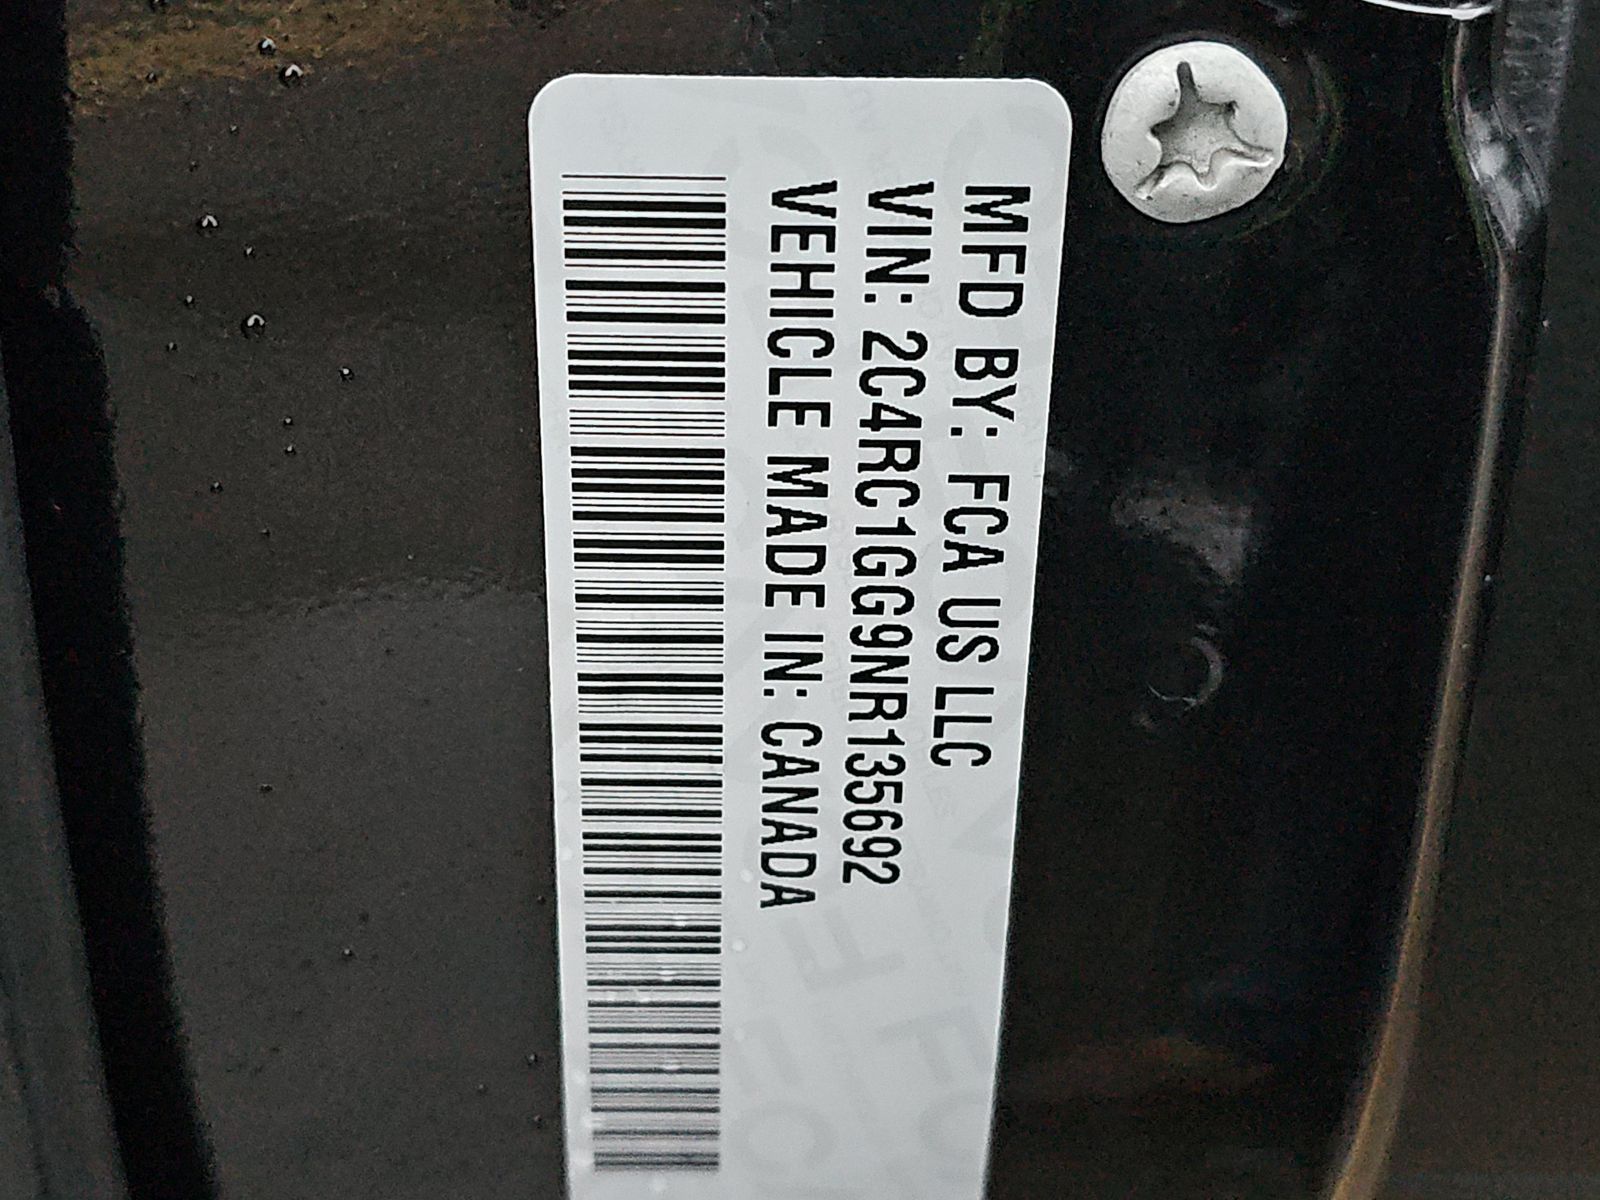 MFD BY: FCA US LLC
VIN: 2C4RC1GG9NR135692
VEHICLE MADE IN: CANADA